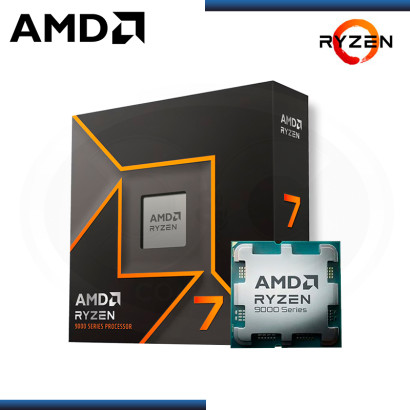 AMD
RYZEN
AMD
RYZEN
7
AMD
RYZEN
7
9000 SERIES PROCESSOR
AMD
RYZEN
9000 Series